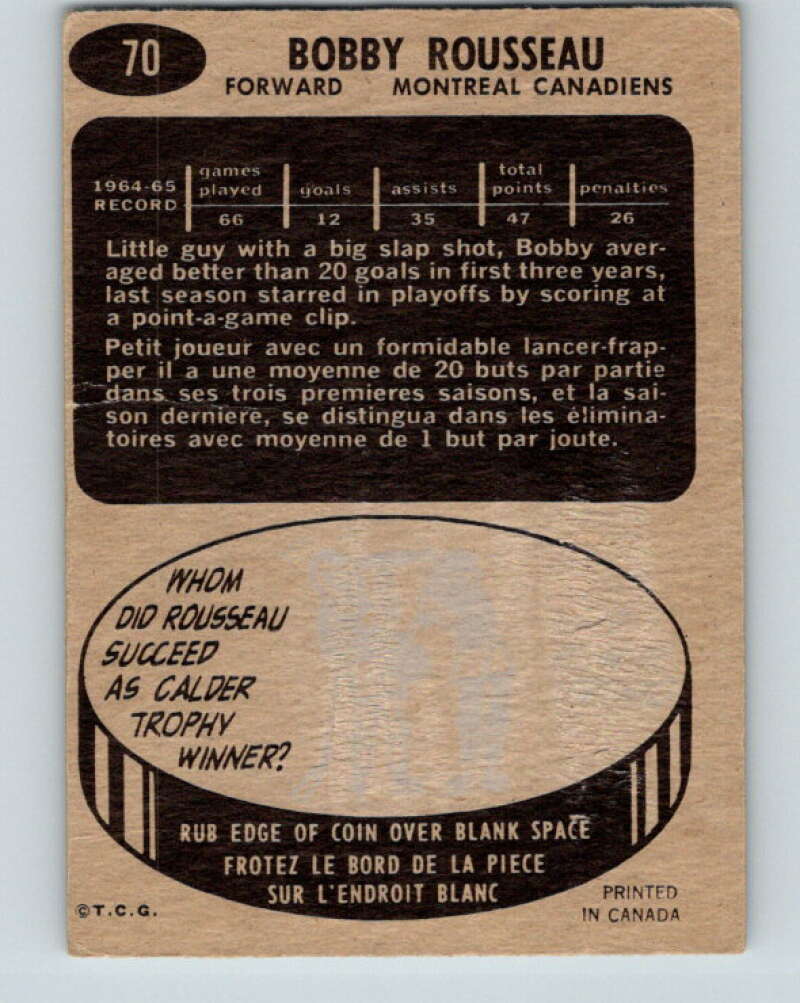 70
BOBBY ROUSSEAU
FORWARD MONTREAL CANADIENS
1964-65 RECORD games played goals assists total points penalties
66 12 35 47 26
Little guy with a big slap shot, Bobby aver-
aged better than 20 goals in first three years,
last season starred in playoffs by scoring at
a point-a-game clip.
Petit joueur avec un formidable lancer-frap-
per il a une moyenne de 20 buts par partie
dans ses trois premieres saisons, et la sai-
son derniere, se distingua dans les élimina-
toires avec moyenne de 1 but par joute.
WHOM
DID ROUSSEAU
SUCCEED
AS CALDER
TROPHY
WINNER?
RUB EDGE OF COIN OVER BLANK SPACE
FROTEZ LE BORD DE LA PIECE
SUR L'ENDROIT BLANC
©T.C.G.
PRINTED
IN CANADA